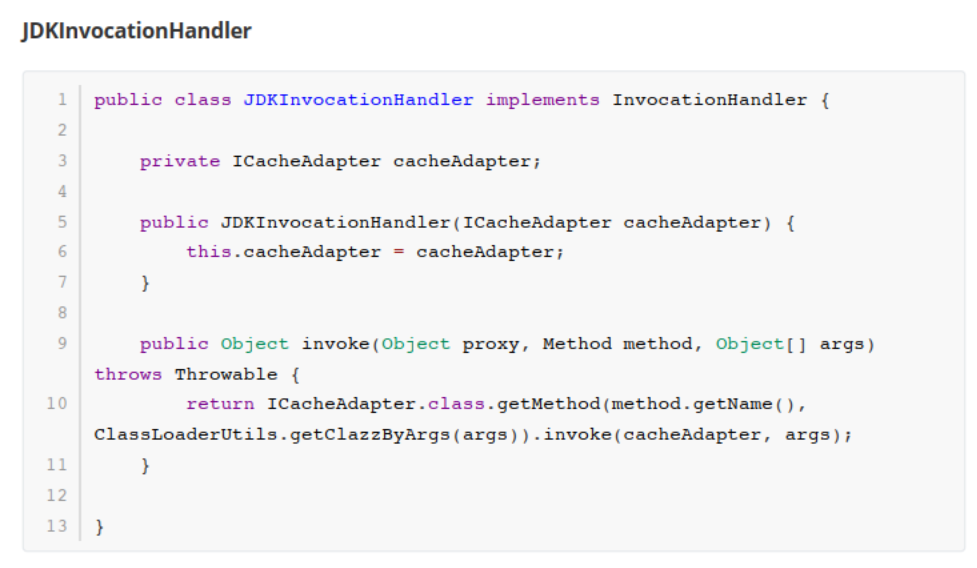 JDKInvocationHandler
1 public class JDKInvocationHandler implements InvocationHandler {
2
3     private ICacheAdapter cacheAdapter;
4
5     public JDKInvocationHandler(ICacheAdapter cacheAdapter) {
6         this.cacheAdapter = cacheAdapter;
7     }
8
9     public Object invoke(Object proxy, Method method, Object[] args)
throws Throwable {
10         return ICacheAdapter.class.getMethod(method.getName(),
ClassLoaderUtils.getClazzByArgs(args)).invoke(cacheAdapter, args);
11     }
12
13 }